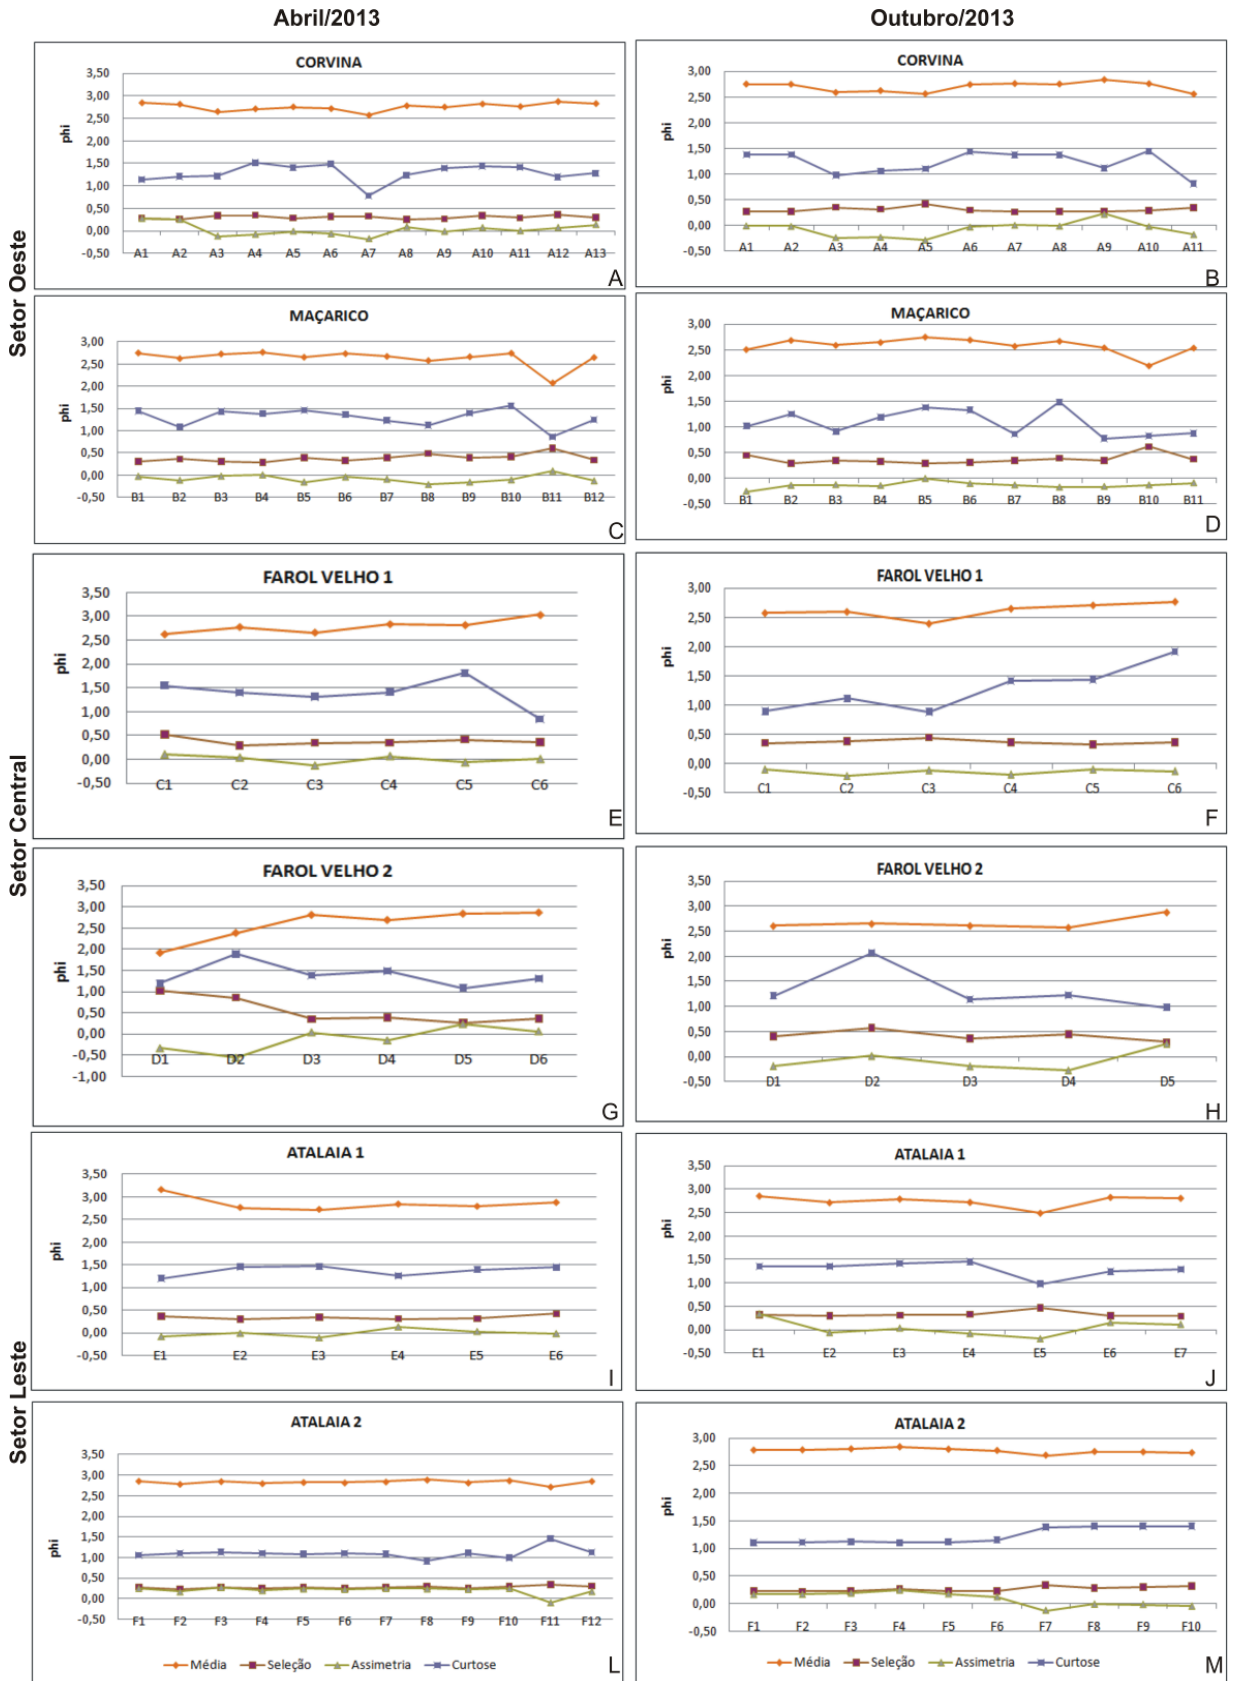 Abril/2013 Outubro/2013
Setor Oeste
CORVINA
phi
3,50
3,00
2,50
2,00
1,50
1,00
0,50
0,00
-0,50
A1 A2 A3 A4 A5 A6 A7 A8 A9 A10 A11 A12 A13
A
CORVINA
phi
3,00
2,50
2,00
1,50
1,00
0,50
0,00
-0,50
A1 A2 A3 A4 A5 A6 A7 A8 A9 A10 A11
B
MAÇARICO
phi
3,00
2,50
2,00
1,50
1,00
0,50
0,00
-0,50
B1 B2 B3 B4 B5 B6 B7 B8 B9 B10 B11 B12
C
MAÇARICO
phi
3,00
2,50
2,00
1,50
1,00
0,50
0,00
-0,50
B1 B2 B3 B4 B5 B6 B7 B8 B9 B10 B11
D
Setor Central
FAROL VELHO 1
phi
3,50
3,00
2,50
2,00
1,50
1,00
0,50
0,00
-0,50
C1 C2 C3 C4 C5 C6
E
FAROL VELHO 1
phi
3,00
2,50
2,00
1,50
1,00
0,50
0,00
-0,50
C1 C2 C3 C4 C5 C6
F
FAROL VELHO 2
phi
3,50
3,00
2,50
2,00
1,50
1,00
0,50
0,00
-0,50
-1,00
D1 D2 D3 D4 D5 D6
G
FAROL VELHO 2
phi
3,50
3,00
2,50
2,00
1,50
1,00
0,50
0,00
-0,50
D1 D2 D3 D4 D5
H
Setor Leste
ATALAIA 1
phi
3,50
3,00
2,50
2,00
1,50
1,00
0,50
0,00
-0,50
E1 E2 E3 E4 E5 E6
I
ATALAIA 1
phi
3,50
3,00
2,50
2,00
1,50
1,00
0,50
0,00
-0,50
E1 E2 E3 E4 E5 E6 E7
J
ATALAIA 2
phi
3,50
3,00
2,50
2,00
1,50
1,00
0,50
0,00
-0,50
F1 F2 F3 F4 F5 F6 F7 F8 F9 F10 F11 F12
Média Seleção Assimetria Curtose
L
ATALAIA 2
phi
3,00
2,50
2,00
1,50
1,00
0,50
0,00
-0,50
F1 F2 F3 F4 F5 F6 F7 F8 F9 F10
Média Seleção Assimetria Curtose
M